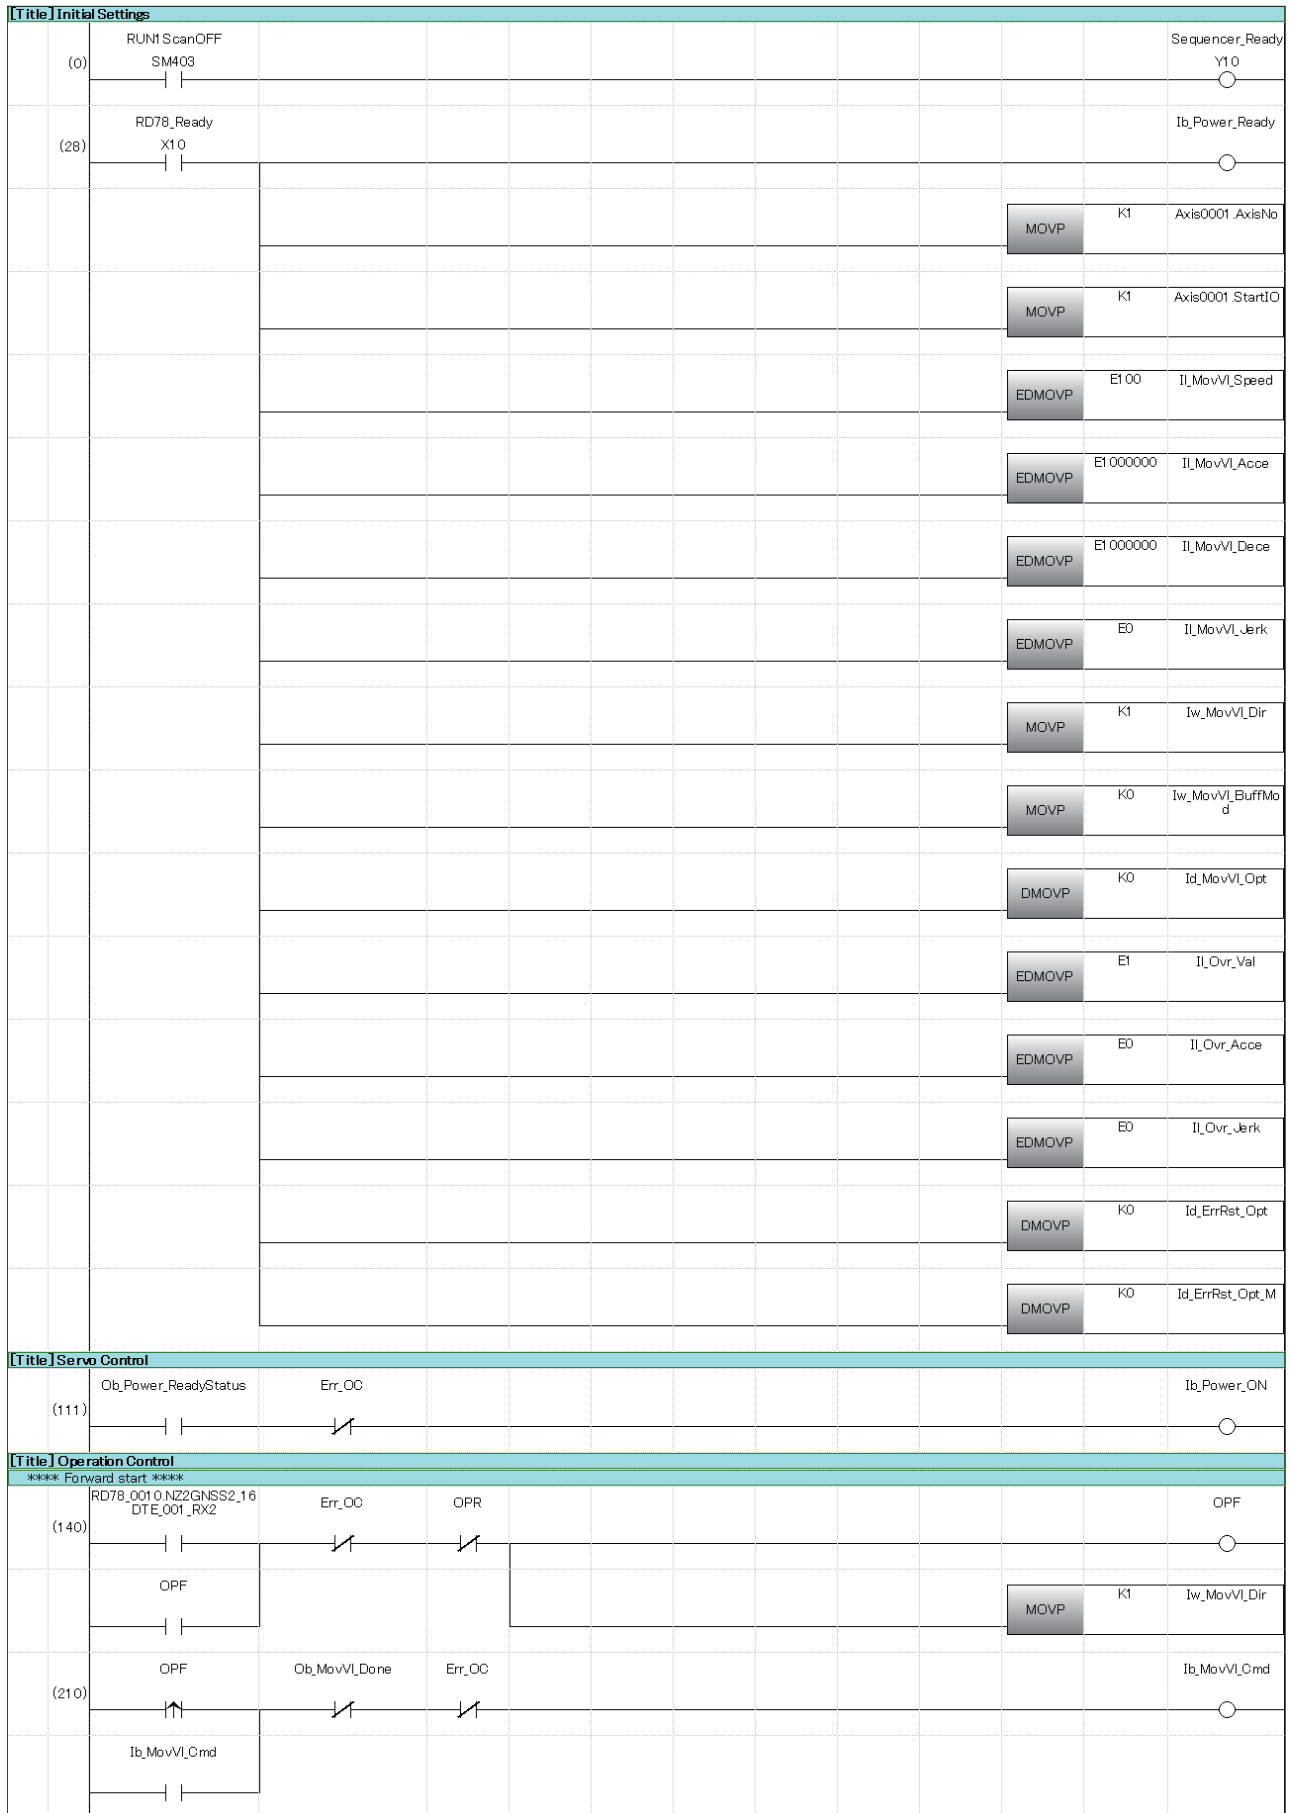 [Title]Initial Settings
RUN1ScanOFF
Sequencer_Ready
(0)
SM403
Y10
RD78_Ready
Ib_Power_Ready
(28)
X10
MOVP
K1
Axis0001.AxisNo
MOVP
K1
Axis0001.StartIO
EDMOVP
E100
Il_MovVl_Speed
EDMOVP
E1000000
Il_MovVl_Acce
EDMOVP
E1000000
Il_MovVl_Dece
EDMOVP
E0
Il_MovVl_Jerk
MOVP
K1
Iw_MovVl_Dir
MOVP
K0
Iw_MovVl_BuffMo
d
DMOVP
K0
Id_MovVl_Opt
EDMOVP
E1
Il_Ovr_Val
EDMOVP
E0
Il_Ovr_Acce
EDMOVP
E0
Il_Ovr_Jerk
DMOVP
K0
Id_ErrRst_Opt
DMOVP
K0
Id_ErrRst_Opt_M
[Title]Servo Control
Ob_Power_ReadyStatus
Err_OC
Ib_Power_ON
(111)
[Title]Operation Control
**** Forward start ****
RD78_0010.NZ2GNSS2_16
DTE_001_RX2
Err_OC
OPR
OPF
(140)
OPF
MOVP
K1
Iw_MovVl_Dir
OPF
Ob_MovVl_Done
Err_OC
Ib_MovVl_Cmd
(210)
Ib_MovVl_Cmd